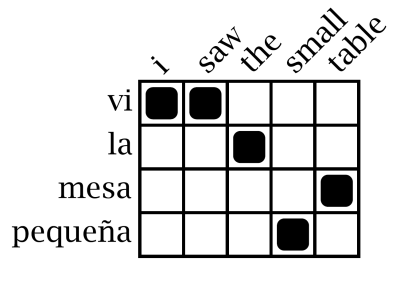 i saw the small table
vi
la
mesa
pequeña